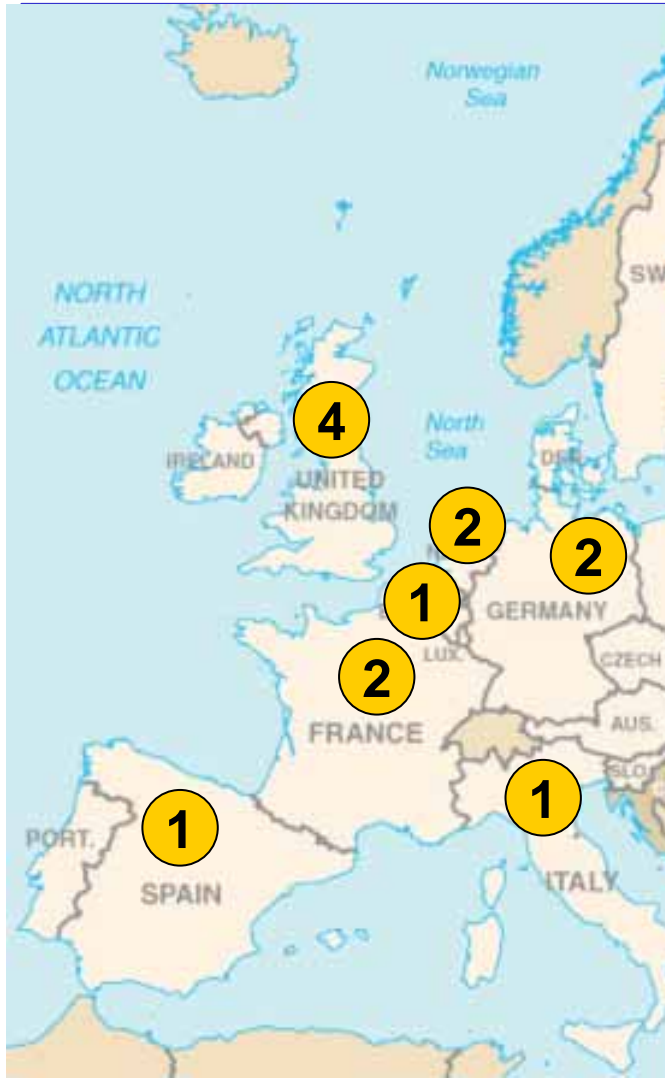 Norwegian
Sea
NORTH
ATLANTIC
OCEAN
SW
4
North
Sea
IRELAND
UNITED
KINGDOM
2
2
1
GERMANY
LUX.
CZECH
2
FRANCE
AUS.
SLO.
1
1
PORT.
SPAIN
ITALY